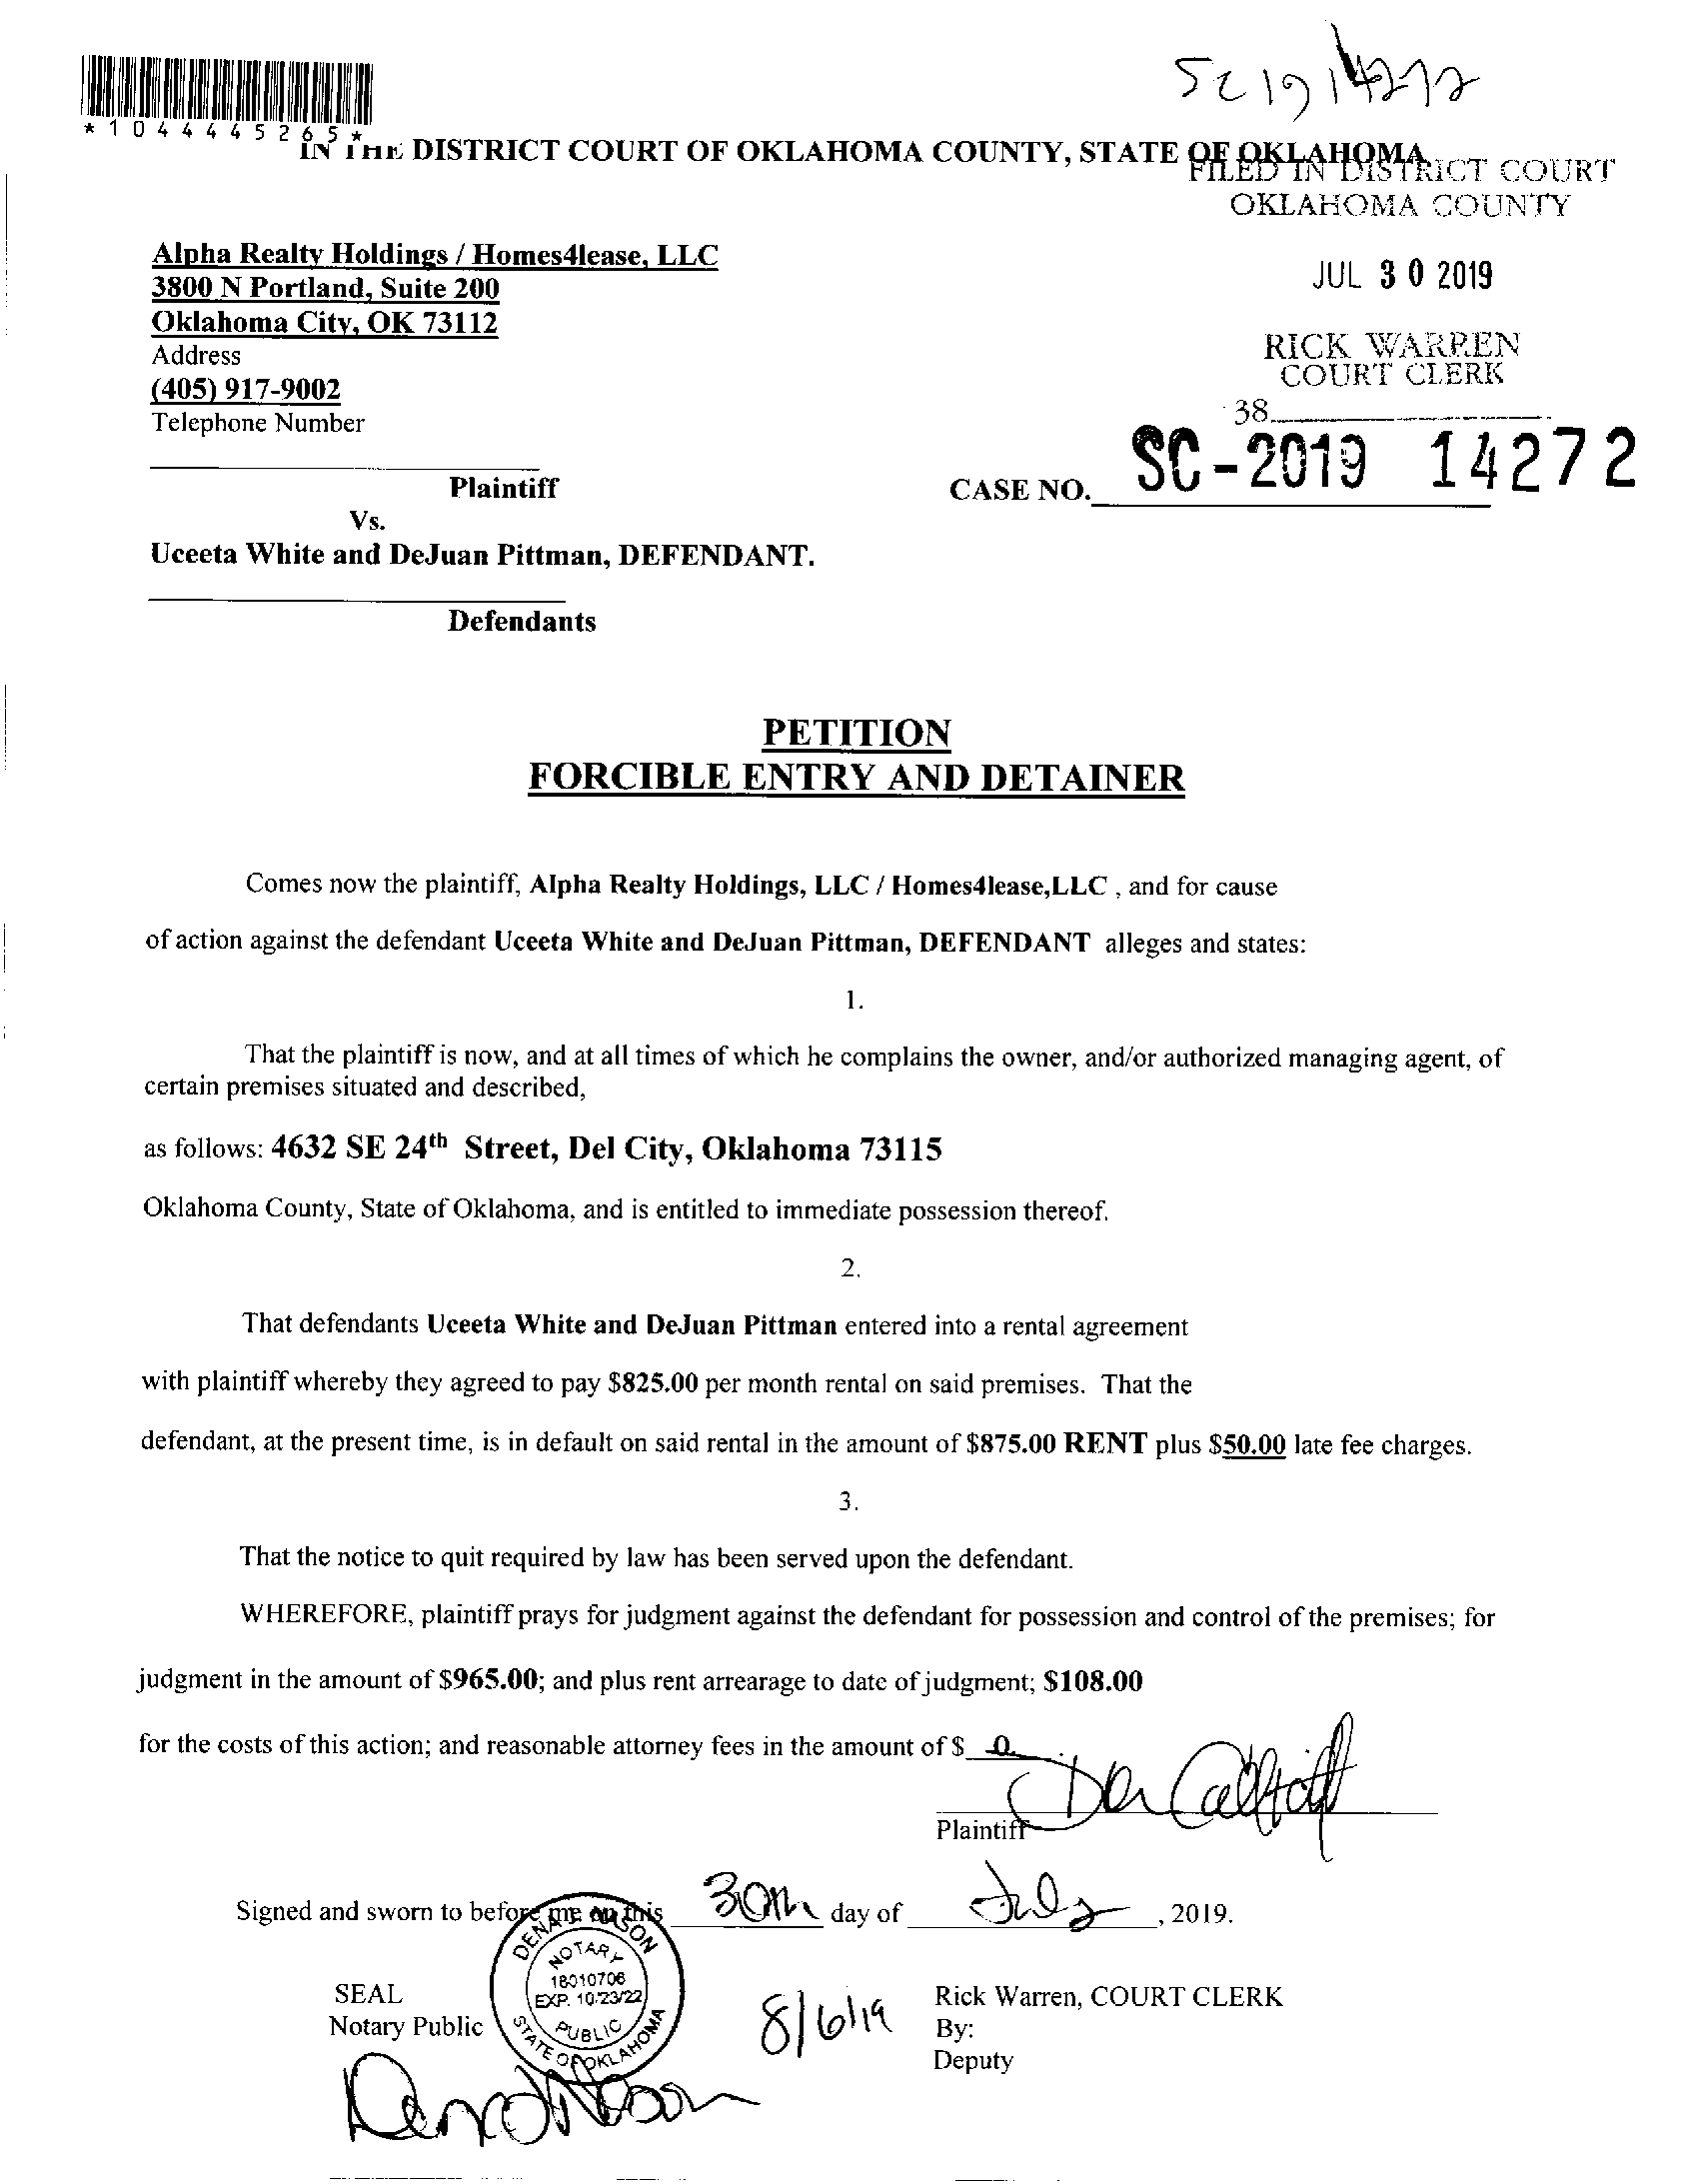 SC1914272
*1044445265*
IN THE DISTRICT COURT OF OKLAHOMA COUNTY, STATE OF OKLAHOMA
FILED IN DISTRICT COURT
OKLAHOMA COUNTY
Alpha Realty Holdings / Homes4lease, LLC
3800 N Portland, Suite 200
JUL 30 2019
Oklahoma City, OK 73112
Address
RICK WARREN
COURT CLERK
(405) 917-9002
Telephone Number
38
Plaintiff
CASE NO. SC-2019 14272
Vs.
Uceeta White and DeJuan Pittman, DEFENDANT.
Defendants
PETITION
FORCIBLE ENTRY AND DETAINER
Comes now the plaintiff, Alpha Realty Holdings, LLC / Homes4lease,LLC , and for cause
of action against the defendant Uceeta White and DeJuan Pittman, DEFENDANT alleges and states:
1.
That the plaintiff is now, and at all times of which he complains the owner, and/or authorized managing agent, of
certain premises situated and described,
as follows: 4632 SE 24th Street, Del City, Oklahoma 73115
Oklahoma County, State of Oklahoma, and is entitled to immediate possession thereof.
2.
That defendants Uceeta White and DeJuan Pittman entered into a rental agreement
with plaintiff whereby they agreed to pay $825.00 per month rental on said premises. That the
defendant, at the present time, is in default on said rental in the amount of $875.00 RENT plus $50.00 late fee charges.
3.
That the notice to quit required by law has been served upon the defendant.
WHEREFORE, plaintiff prays for judgment against the defendant for possession and control of the premises; for
judgment in the amount of $965.00; and plus rent arrearage to date of judgment; $108.00
for the costs of this action; and reasonable attorney fees in the amount of $ 0.
Plaintiff
Signed and sworn to before me on this 30th day of July, 2019.
NOTARY
18010706
EXP. 10/23/22
PUBLIC
STATE OF OKLAHOMA
SEAL
Notary Public
8/6/19
Rick Warren, COURT CLERK
By:
Deputy